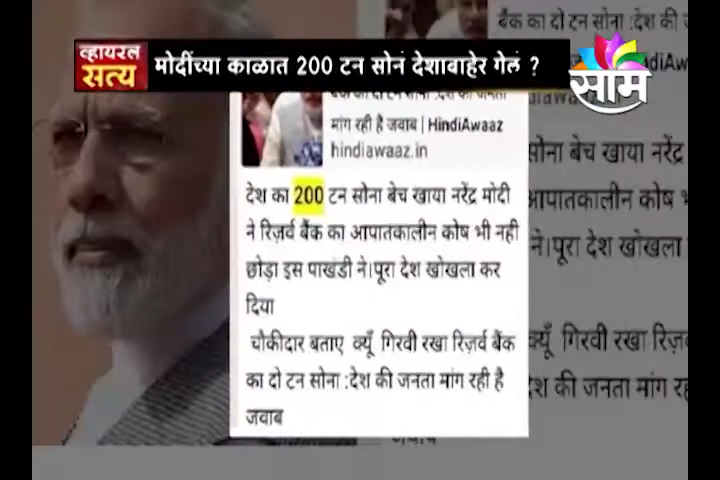 व्हायरल
सत्य
मोदींच्या काळात 200 टन सोनं देशाबाहेर गेलं ?
साम
बैंक का दो टन सोना :देश की ज
मांग रही है जवाब | HindiAwaaz
hindiawaaz.in
देश का 200 टन सोना बेच खाया नरेंद्र मोदी
ने रिज़र्व बैंक का आपातकालीन कोष भी नही
छोड़ा इस पाखंडी ने।पूरा देश खोखला कर
दिया
चौकीदार बताए क्यूँ गिरवी रखा रिज़र्व बैंक
का दो टन सोना :देश की जनता मांग रही है
जवाब
सोना बेच खाया नरेंद्र
आपातकालीन कोष
ने।पूरा देश खोखला
क्यूँ गिरवी रखा रिज़र्व
देश की जनता मांग
जवाब